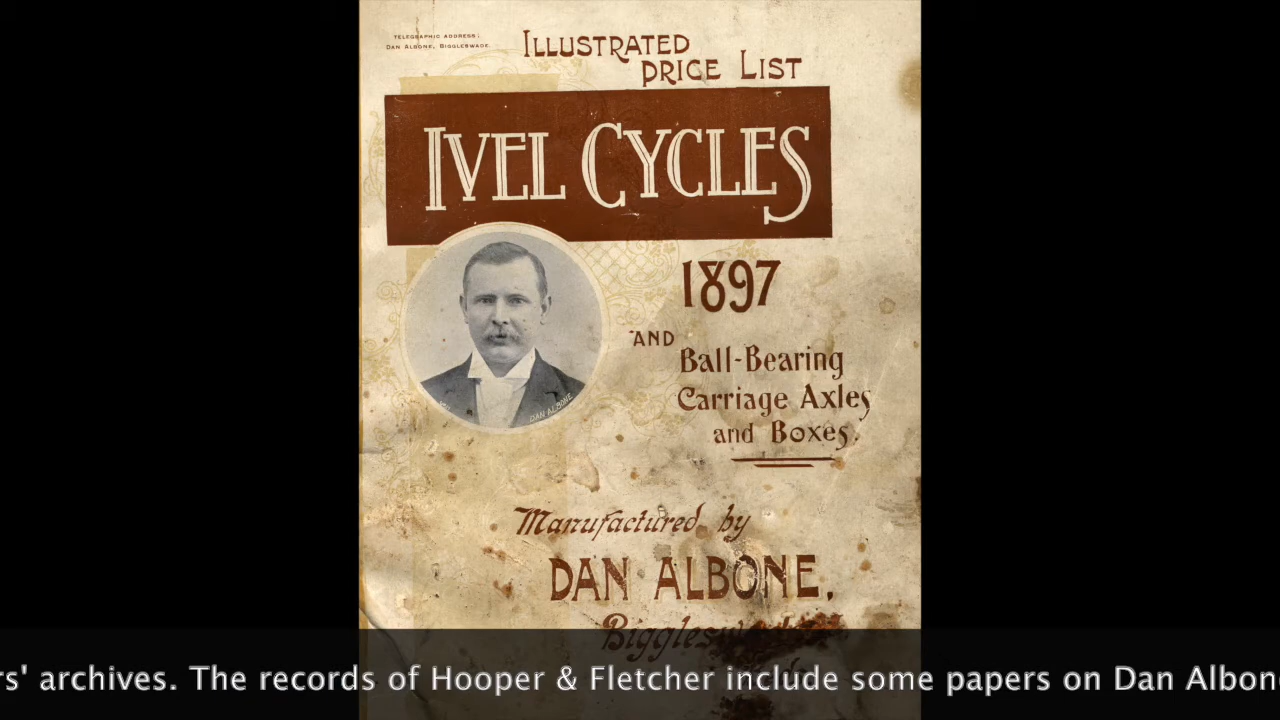 TELEGRAPHIC ADDRESS:
DAN ALBONE, BIGGLESWADE.
ILLUSTRATED
PRICE LIST
IVEL CYCLES
1897
AND
Ball-Bearing
Carriage Axles
and Boxes.
DAN ALBONE
Manufactured by
DAN ALBONE,
rs' archives. The records of Hooper & Fletcher include some papers on Dan Albon